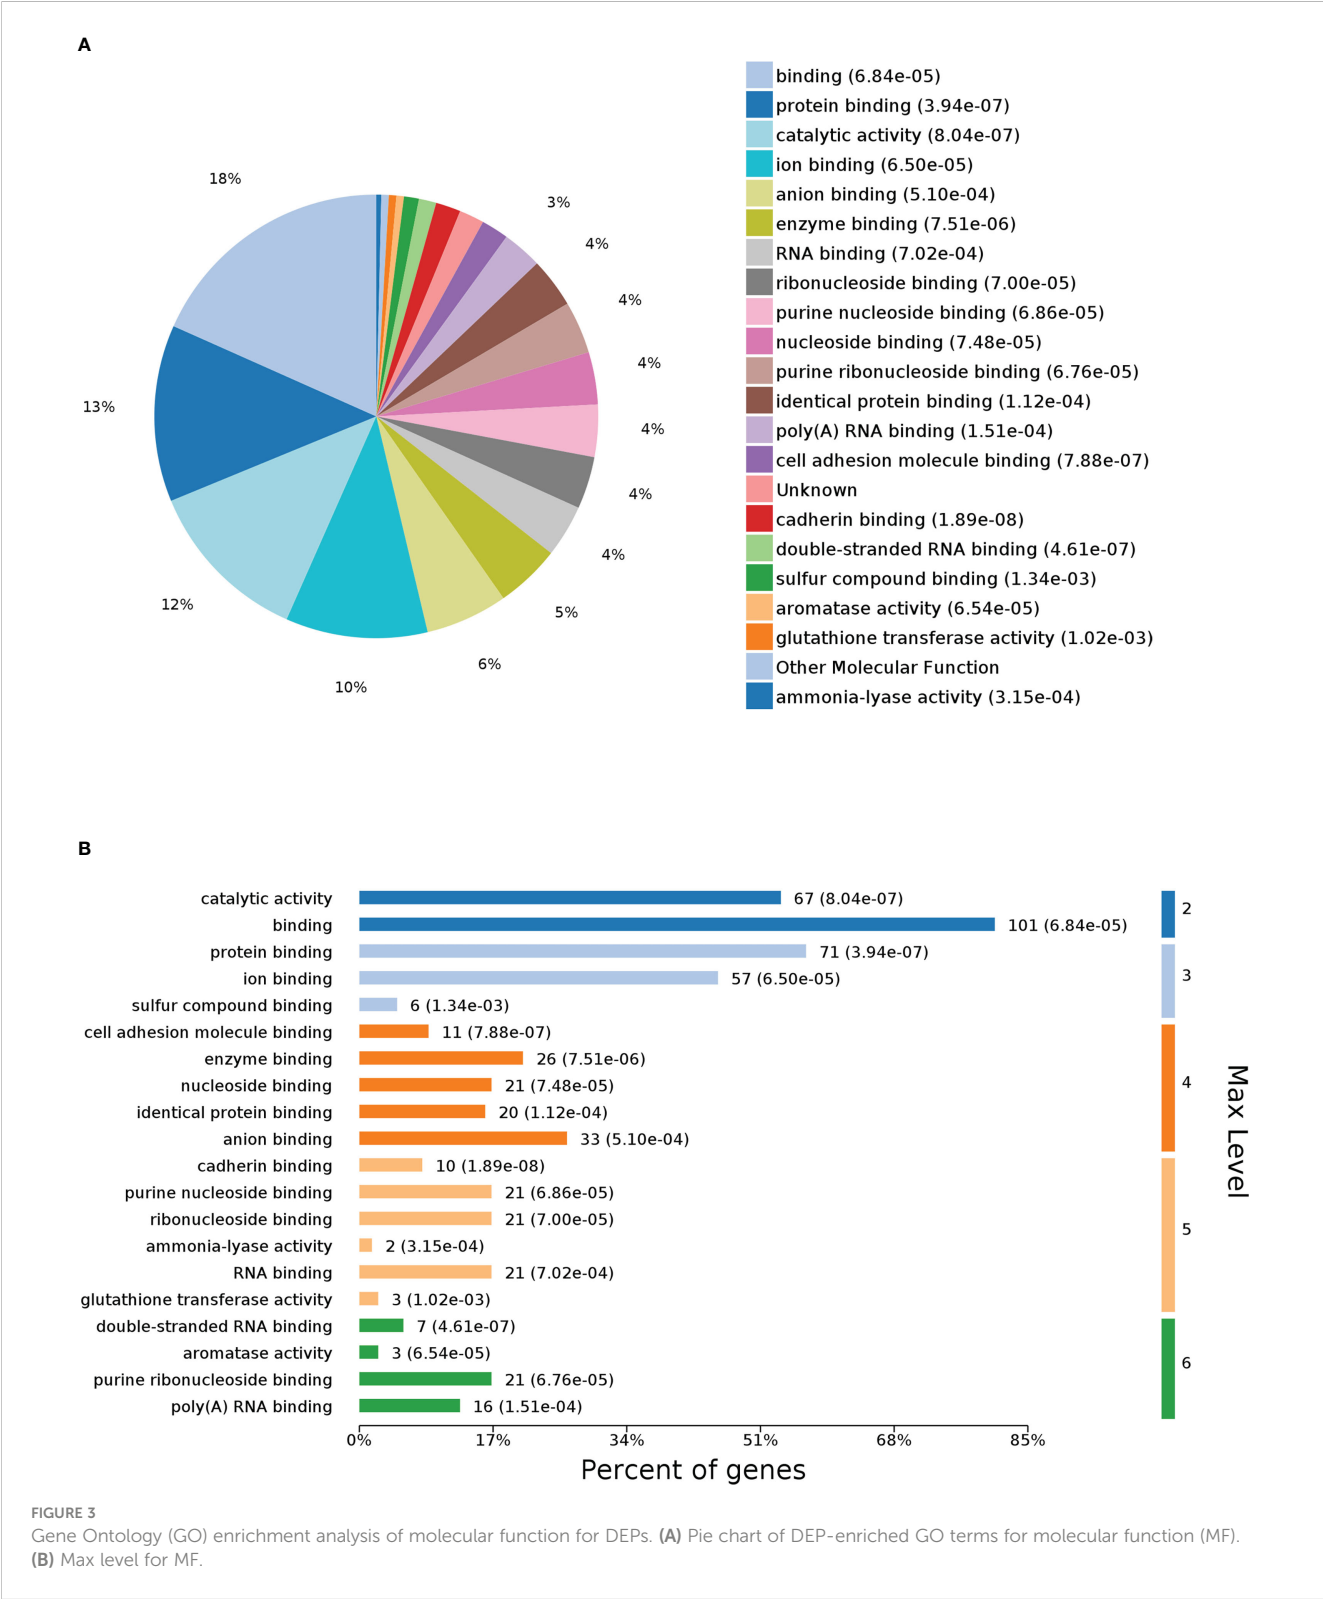 A
18%
13%
12%
10%
6%
5%
4%
4%
4%
4%
4%
4%
3%
binding (6.84e-05)
protein binding (3.94e-07)
catalytic activity (8.04e-07)
ion binding (6.50e-05)
anion binding (5.10e-04)
enzyme binding (7.51e-06)
RNA binding (7.02e-04)
ribonucleoside binding (7.00e-05)
purine nucleoside binding (6.86e-05)
nucleoside binding (7.48e-05)
purine ribonucleoside binding (6.76e-05)
identical protein binding (1.12e-04)
poly(A) RNA binding (1.51e-04)
cell adhesion molecule binding (7.88e-07)
Unknown
cadherin binding (1.89e-08)
double-stranded RNA binding (4.61e-07)
sulfur compound binding (1.34e-03)
aromatase activity (6.54e-05)
glutathione transferase activity (1.02e-03)
Other Molecular Function
ammonia-lyase activity (3.15e-04)
B
catalytic activity 67 (8.04e-07)
binding 101 (6.84e-05)
protein binding 71 (3.94e-07)
ion binding 57 (6.50e-05)
sulfur compound binding 6 (1.34e-03)
cell adhesion molecule binding 11 (7.88e-07)
enzyme binding 26 (7.51e-06)
nucleoside binding 21 (7.48e-05)
identical protein binding 20 (1.12e-04)
anion binding 33 (5.10e-04)
cadherin binding 10 (1.89e-08)
purine nucleoside binding 21 (6.86e-05)
ribonucleoside binding 21 (7.00e-05)
ammonia-lyase activity 2 (3.15e-04)
RNA binding 21 (7.02e-04)
glutathione transferase activity 3 (1.02e-03)
double-stranded RNA binding 7 (4.61e-07)
aromatase activity 3 (6.54e-05)
purine ribonucleoside binding 21 (6.76e-05)
poly(A) RNA binding 16 (1.51e-04)
0% 17% 34% 51% 68% 85%
Percent of genes
2
3
4
5
6
Max Level
FIGURE 3
Gene Ontology (GO) enrichment analysis of molecular function for DEPs. (A) Pie chart of DEP-enriched GO terms for molecular function (MF).
(B) Max level for MF.